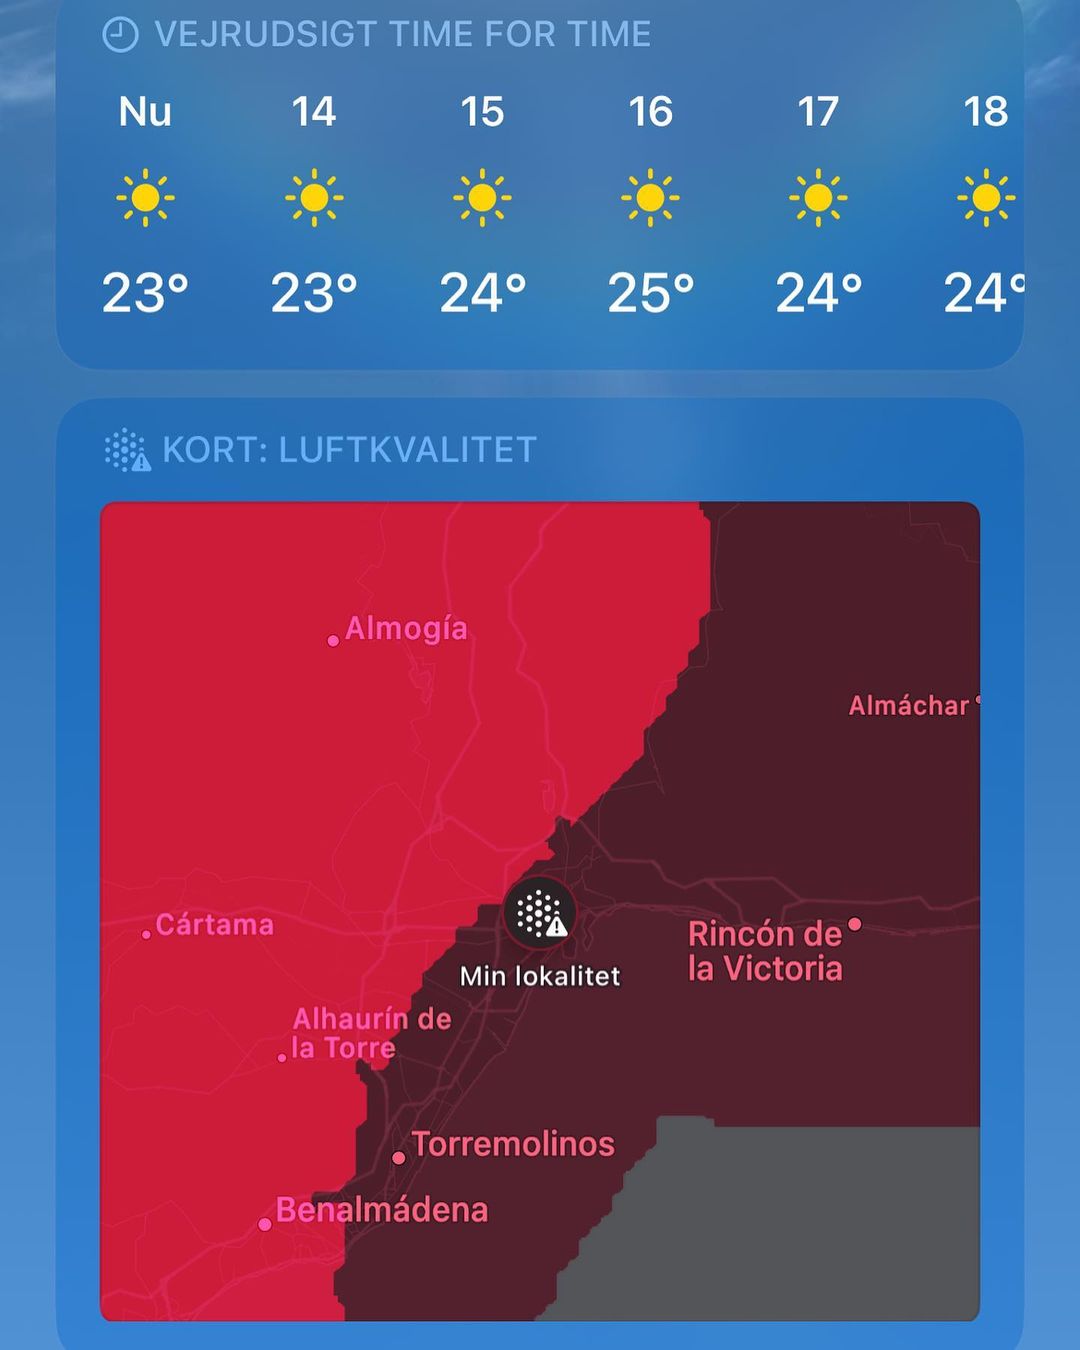 VEJRUDSIGT TIME FOR TIME
Nu 14 15 16 17 18
23° 23° 24° 25° 24° 24°
KORT: LUFTKVALITET
Almogía
Almáchar
Cártama
Rincón de
la Victoria
Min lokalitet
Alhaurín de
la Torre
Torremolinos
Benalmádena